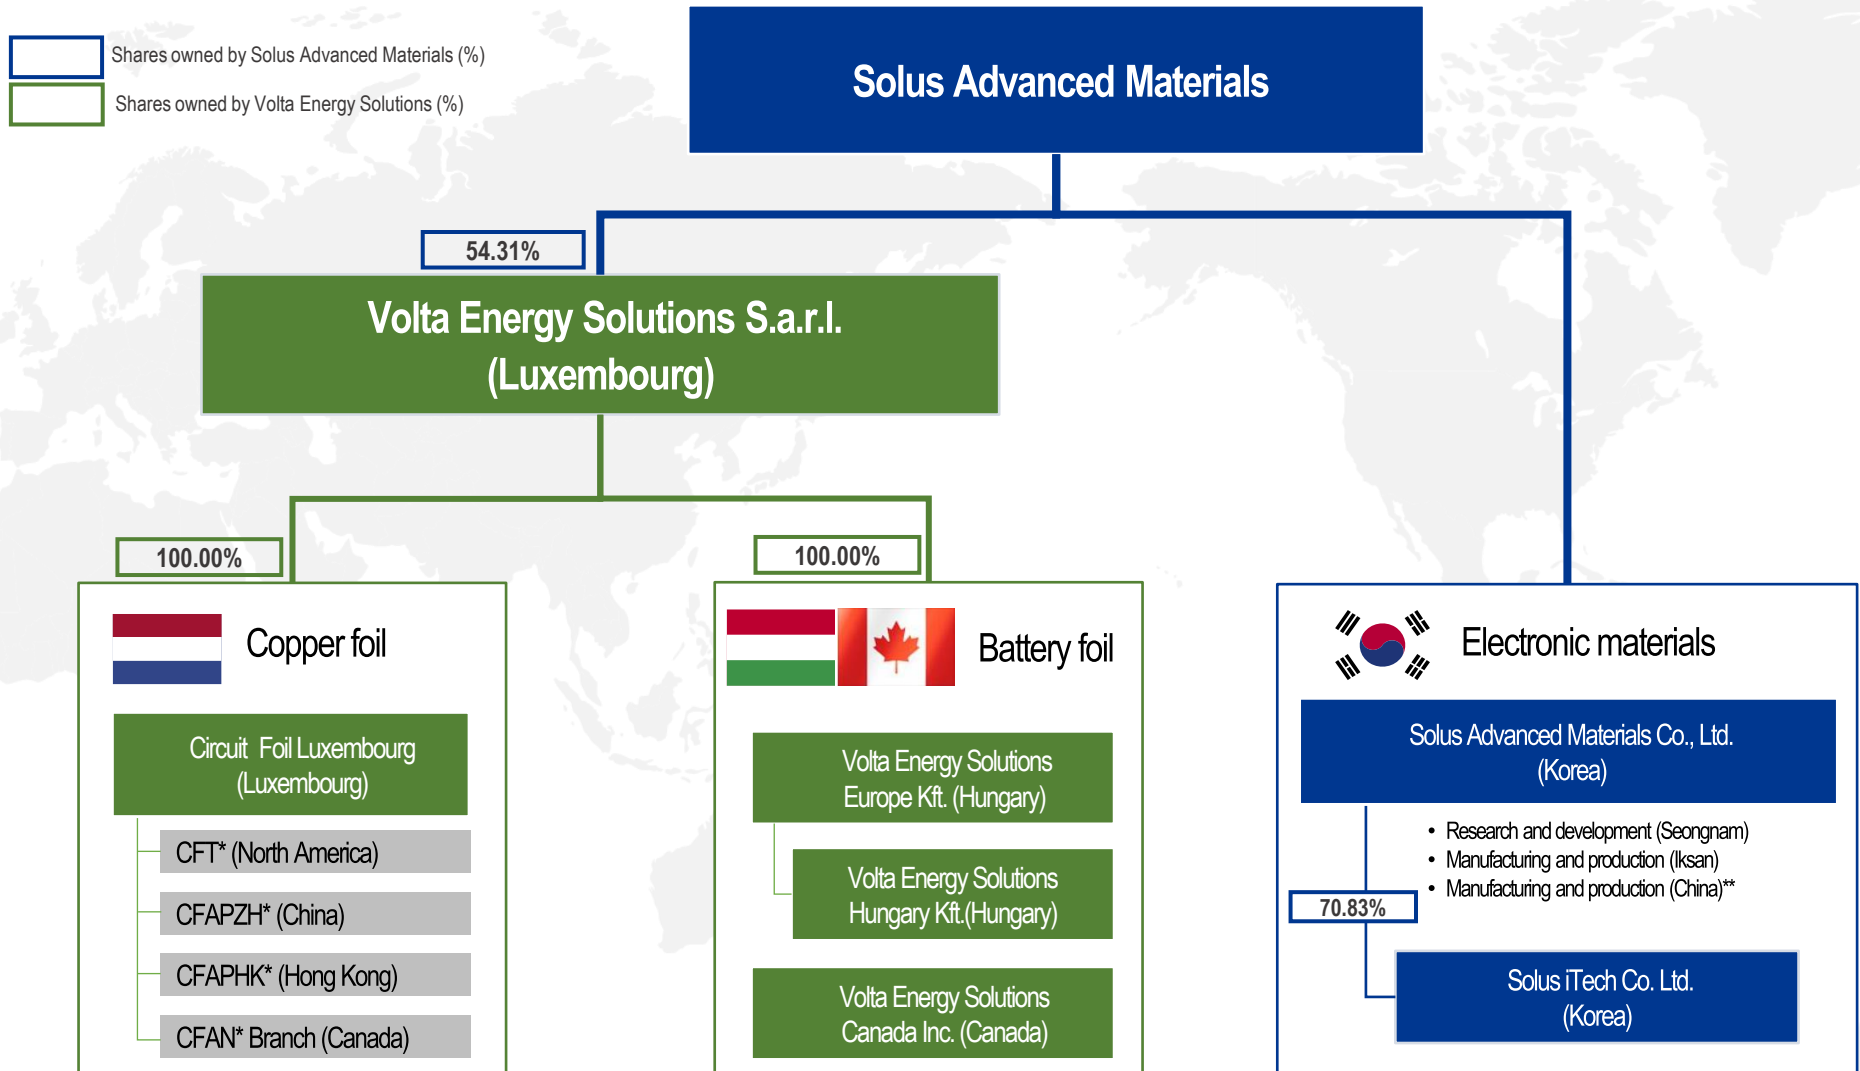 Shares owned by Solus Advanced Materials (%)
Shares owned by Volta Energy Solutions (%)
Solus Advanced Materials
54.31%
Volta Energy Solutions S.a.r.l.
(Luxembourg)
100.00%
100.00%
Copper foil
Circuit Foil Luxembourg
(Luxembourg)
CFT* (North America)
CFAPZH* (China)
CFAPHK* (Hong Kong)
CFAN* Branch (Canada)
Battery foil
Volta Energy Solutions
Europe Kft. (Hungary)
Volta Energy Solutions
Hungary Kft.(Hungary)
Volta Energy Solutions
Canada Inc. (Canada)
Electronic materials
Solus Advanced Materials Co., Ltd.
(Korea)
• Research and development (Seongnam)
• Manufacturing and production (Iksan)
• Manufacturing and production (China)**
70.83%
Solus iTech Co. Ltd.
(Korea)